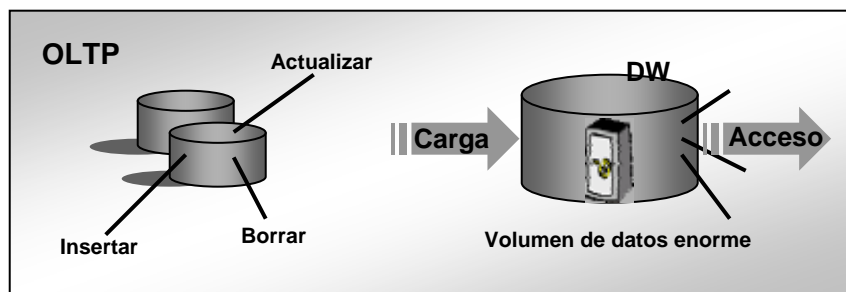 OLTP
Actualizar
Insertar
Borrar
Carga
DW
Acceso
Volumen de datos enorme